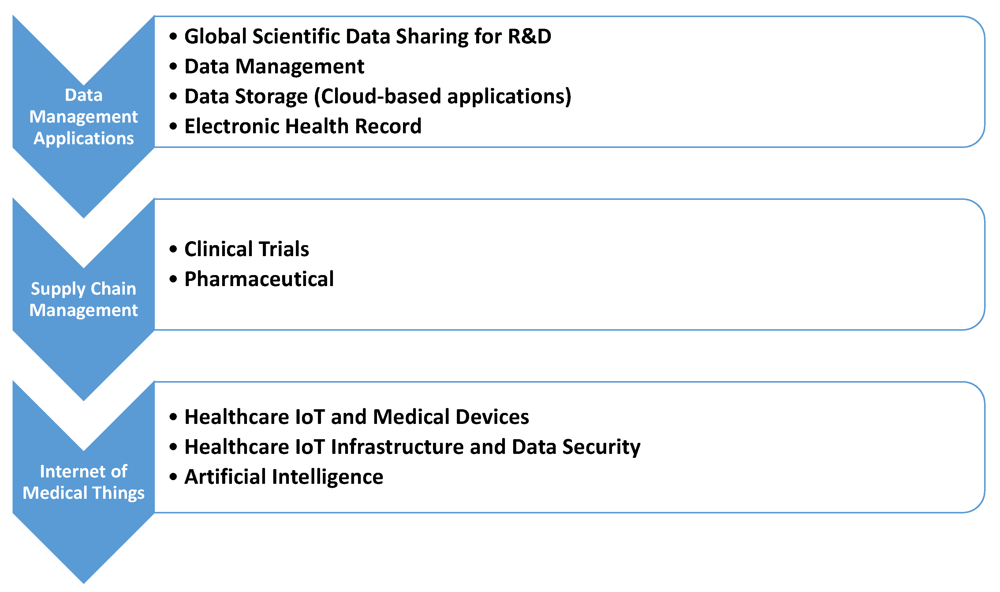 Data
Management
Applications
• Global Scientific Data Sharing for R&D
• Data Management
• Data Storage (Cloud-based applications)
• Electronic Health Record
Supply Chain
Management
• Clinical Trials
• Pharmaceutical
Internet of
Medical Things
• Healthcare IoT and Medical Devices
• Healthcare IoT Infrastructure and Data Security
• Artificial Intelligence